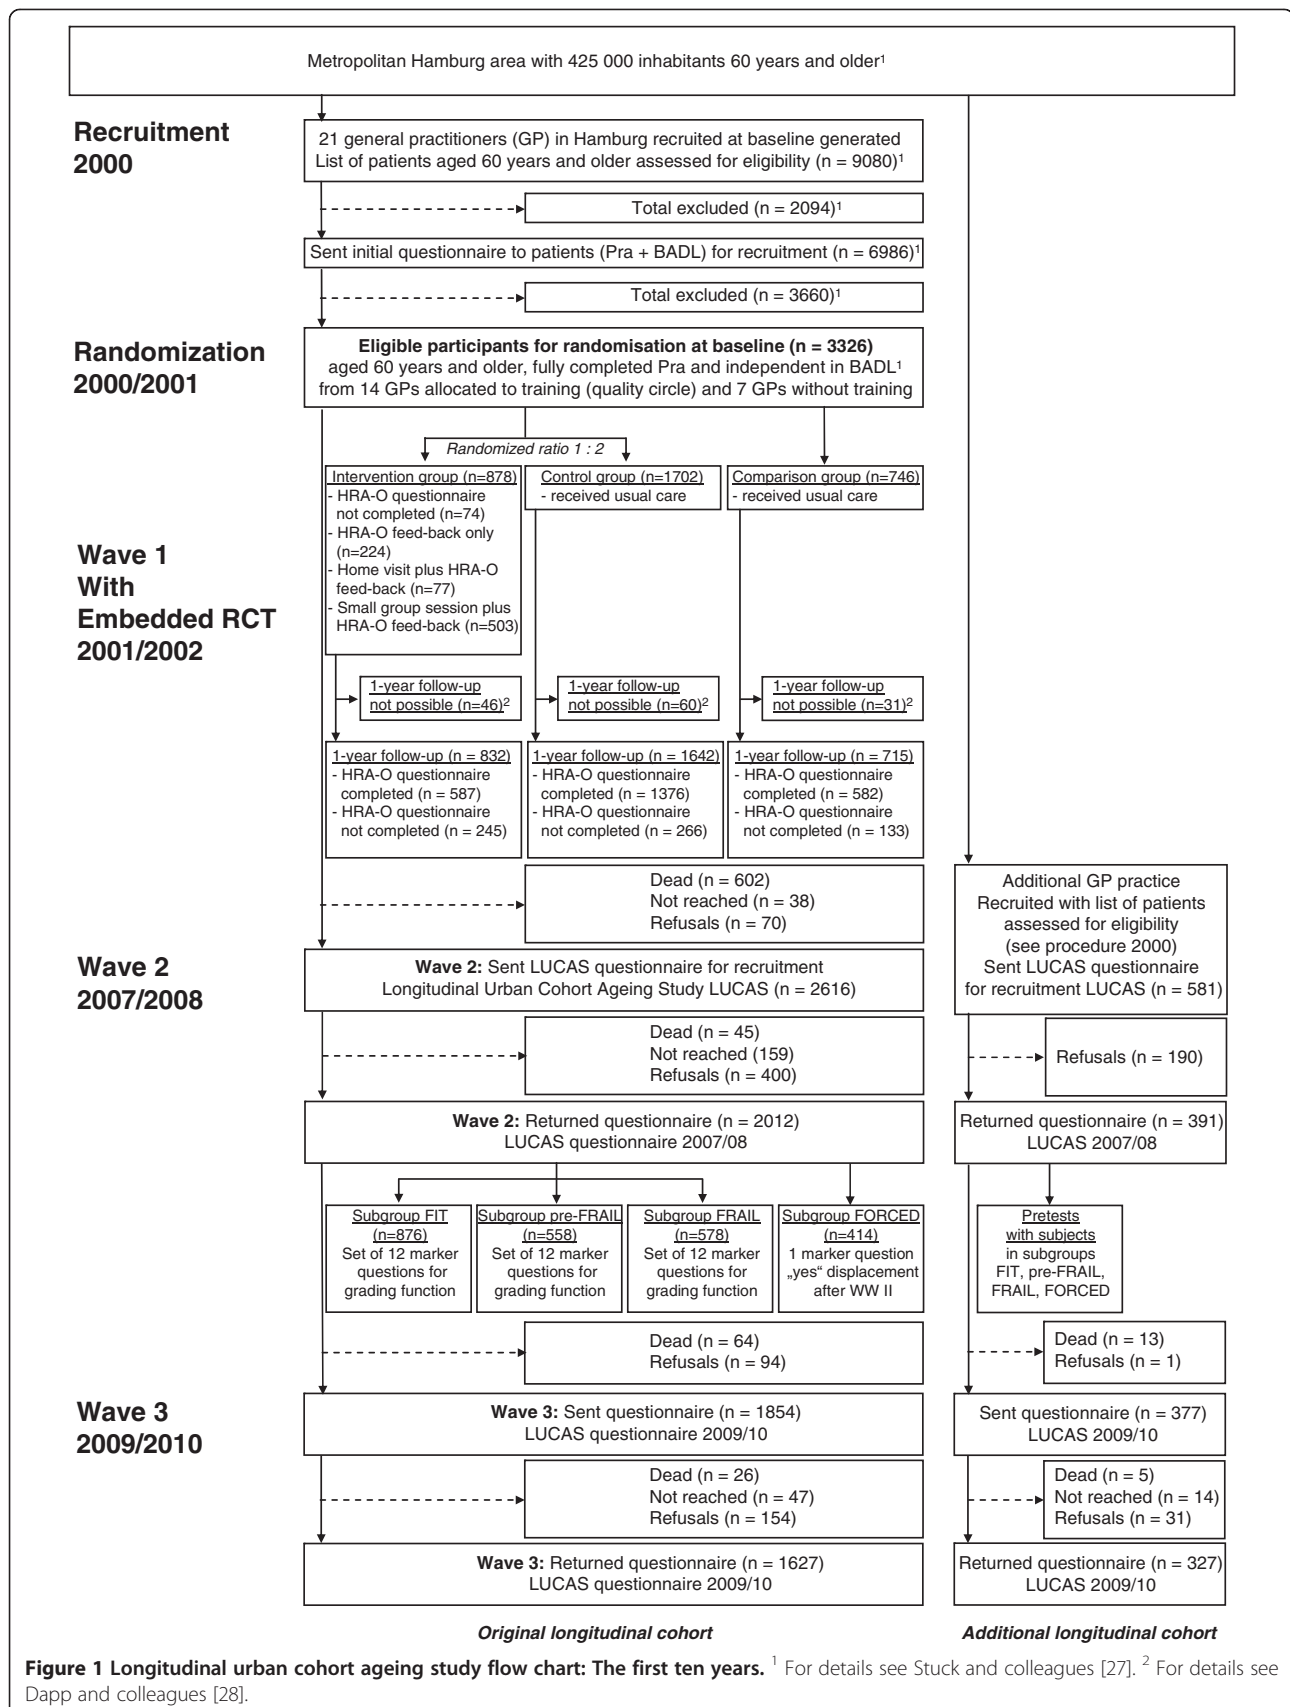 Metropolitan Hamburg area with 425 000 inhabitants 60 years and older¹
Recruitment
2000
21 general practitioners (GP) in Hamburg recruited at baseline generated
List of patients aged 60 years and older assessed for eligibility (n = 9080)¹
Total excluded (n = 2094)¹
Sent initial questionnaire to patients (Pra + BADL) for recruitment (n = 6986)¹
Total excluded (n = 3660)¹
Randomization
2000/2001
Eligible participants for randomisation at baseline (n = 3326)
aged 60 years and older, fully completed Pra and independent in BADL¹
from 14 GPs allocated to training (quality circle) and 7 GPs without training
Randomized ratio 1 : 2
Wave 1
With
Embedded RCT
2001/2002
Intervention group (n=878)
- HRA-O questionnaire
not completed (n=74)
- HRA-O feed-back only
(n=224)
- Home visit plus HRA-O
feed-back (n=77)
- Small group session plus
HRA-O feed-back (n=503)
Control group (n=1702)
- received usual care
Comparison group (n=746)
- received usual care
1-year follow-up
not possible (n=46)²
1-year follow-up
not possible (n=60)²
1-year follow-up
not possible (n=31)²
1-year follow-up (n = 832)
- HRA-O questionnaire
completed (n = 587)
- HRA-O questionnaire
not completed (n = 245)
1-year follow-up (n = 1642)
- HRA-O questionnaire
completed (n = 1376)
- HRA-O questionnaire
not completed (n = 266)
1-year follow-up (n = 715)
- HRA-O questionnaire
completed (n = 582)
- HRA-O questionnaire
not completed (n = 133)
Dead (n = 602)
Not reached (n = 38)
Refusals (n = 70)
Additional GP practice
Recruited with list of patients
assessed for eligibility
(see procedure 2000)
Sent LUCAS questionnaire
for recruitment LUCAS (n = 581)
Wave 2
2007/2008
Wave 2: Sent LUCAS questionnaire for recruitment
Longitudinal Urban Cohort Ageing Study LUCAS (n = 2616)
Dead (n = 45)
Not reached (159)
Refusals (n = 400)
Refusals (n = 190)
Wave 2: Returned questionnaire (n = 2012)
LUCAS questionnaire 2007/08
Returned questionnaire (n = 391)
LUCAS 2007/08
Subgroup FIT
(n=876)
Set of 12 marker
questions for
grading function
Subgroup pre-FRAIL
(n=558)
Set of 12 marker
questions for
grading function
Subgroup FRAIL
(n=578)
Set of 12 marker
questions for
grading function
Subgroup FORCED
(n=414)
1 marker question
„yes“ displacement
after WW II
Pretests
with subjects
in subgroups
FIT, pre-FRAIL,
FRAIL, FORCED
Dead (n = 64)
Refusals (n = 94)
Dead (n = 13)
Refusals (n = 1)
Wave 3
2009/2010
Wave 3: Sent questionnaire (n = 1854)
LUCAS questionnaire 2009/10
Sent questionnaire (n = 377)
LUCAS 2009/10
Dead (n = 26)
Not reached (n = 47)
Refusals (n = 154)
Dead (n = 5)
Not reached (n = 14)
Refusals (n = 31)
Wave 3: Returned questionnaire (n = 1627)
LUCAS questionnaire 2009/10
Returned questionnaire (n = 327)
LUCAS 2009/10
Original longitudinal cohort
Additional longitudinal cohort
Figure 1 Longitudinal urban cohort ageing study flow chart: The first ten years. ¹ For details see Stuck and colleagues [27]. ² For details see
Dapp and colleagues [28].